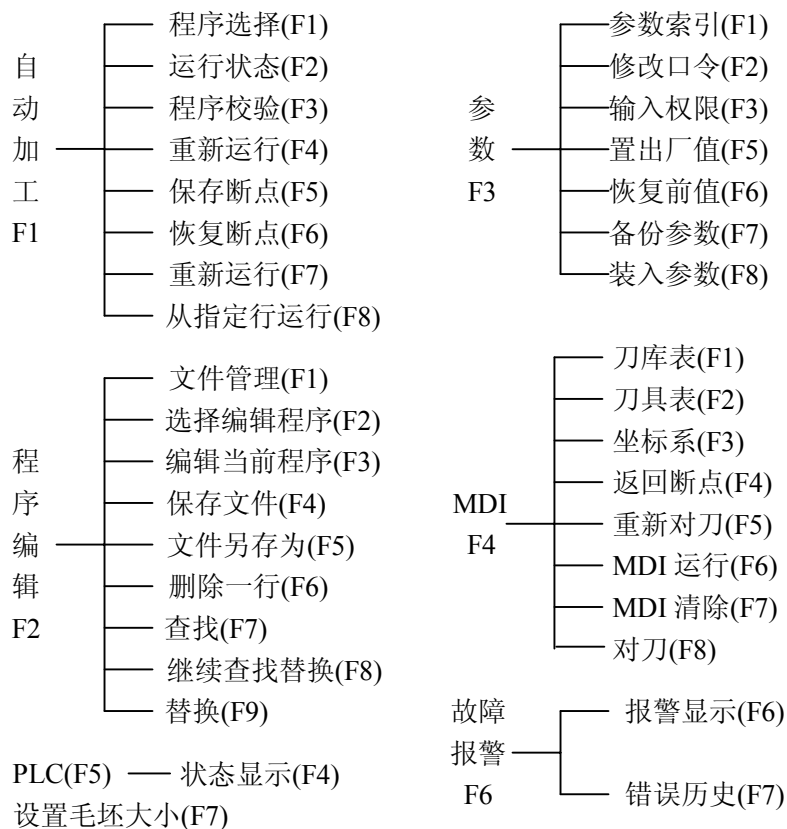 自动加工F1
程序选择(F1)
运行状态(F2)
程序校验(F3)
重新运行(F4)
保存断点(F5)
恢复断点(F6)
重新运行(F7)
从指定行运行(F8)
参数F3
参数索引(F1)
修改口令(F2)
输入权限(F3)
置出厂值(F5)
恢复前值(F6)
备份参数(F7)
装入参数(F8)
程序编辑F2
文件管理(F1)
选择编辑程序(F2)
编辑当前程序(F3)
保存文件(F4)
文件另存为(F5)
删除一行(F6)
查找(F7)
继续查找替换(F8)
替换(F9)
MDI
F4
刀库表(F1)
刀具表(F2)
坐标系(F3)
返回断点(F4)
重新对刀(F5)
MDI 运行(F6)
MDI 清除(F7)
对刀(F8)
故障
报警
F6
报警显示(F6)
错误历史(F7)
PLC(F5) 状态显示(F4)
设置毛坯大小(F7)